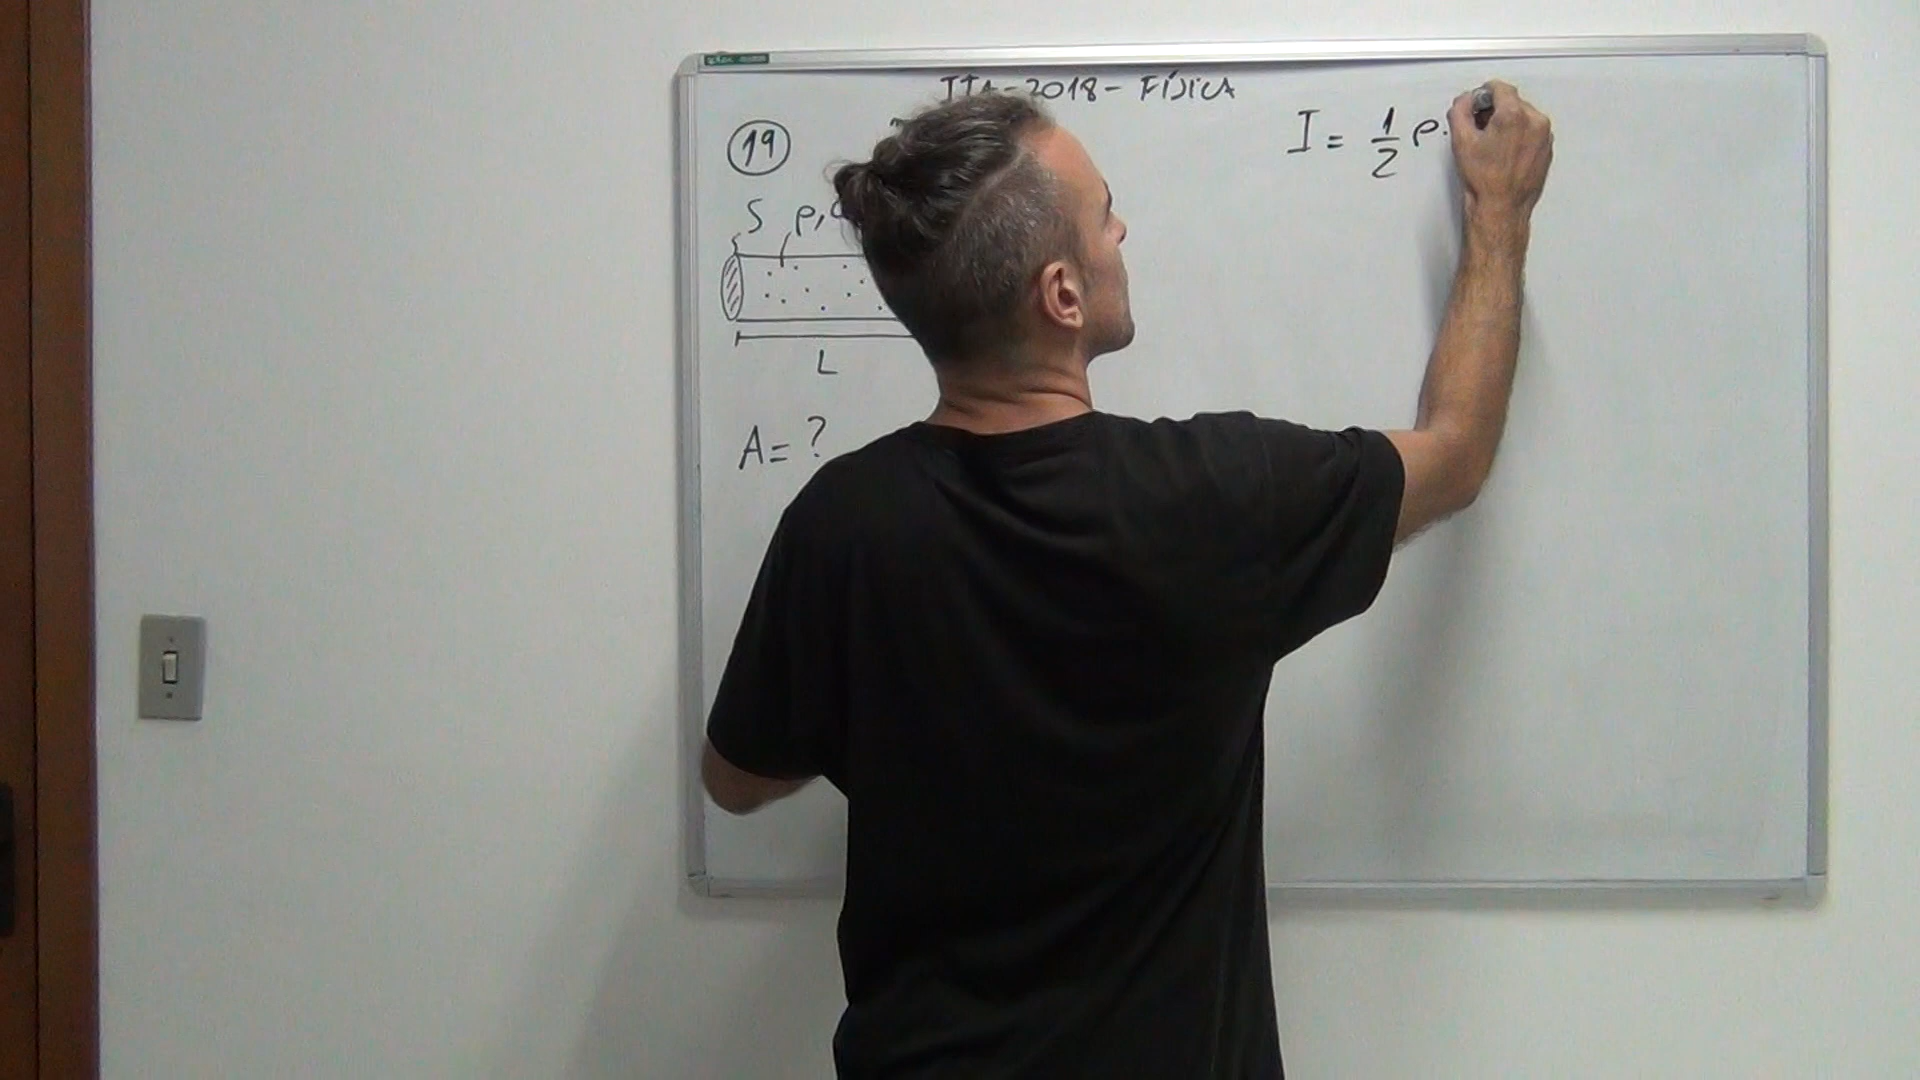 ITA-2018- FÍSICA
19
I = 1/2 ρ.
S ρ,
L
A = ?